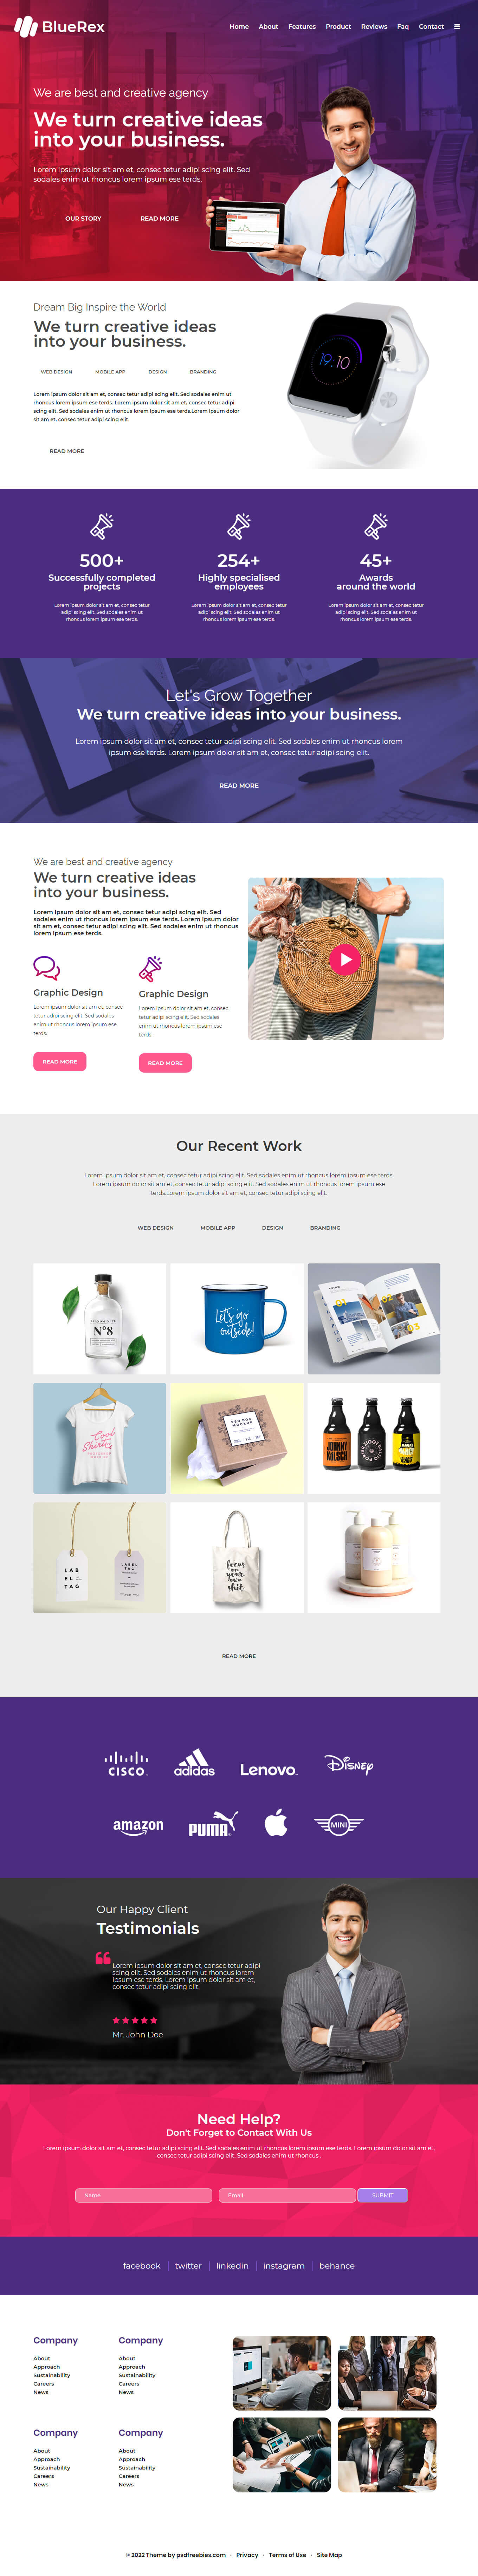 BlueRex
Home About Features Product Reviews Faq Contact
We are best and creative agency
We turn creative ideas
into your business.
Lorem ipsum dolor sit am et, consec tetur adipi scing elit. Sed
sodales enim ut rhoncus lorem ipsum ese terds.
OUR STORY READ MORE
Dream Big Inspire the World
We turn creative ideas
into your business.
WEB DESIGN MOBILE APP DESIGN BRANDING
Lorem ipsum dolor sit am et, consec tetur adipi scing elit. Sed sodales enim ut
rhoncus lorem ipsum ese terds. Lorem ipsum dolor sit am et, consec tetur adipi
scing elit. Sed sodales enim ut rhoncus lorem ipsum ese terds.Lorem ipsum dolor
sit am et, consec tetur adipi scing elit.
READ MORE
19:10
500+
Successfully completed
projects
Lorem ipsum dolor sit am et, consec tetur
adipi scing elit. Sed sodales enim ut
rhoncus lorem ipsum ese terds.
254+
Highly specialised
employees
Lorem ipsum dolor sit am et, consec tetur
adipi scing elit. Sed sodales enim ut
rhoncus lorem ipsum ese terds.
45+
Awards
around the world
Lorem ipsum dolor sit am et, consec tetur
adipi scing elit. Sed sodales enim ut
rhoncus lorem ipsum ese terds.
Let's Grow Together
We turn creative ideas into your business.
Lorem ipsum dolor sit am et, consec tetur adipi scing elit. Sed sodales enim ut rhoncus lorem
ipsum ese terds. Lorem ipsum dolor sit am et, consec tetur adipi scing elit.
READ MORE
We are best and creative agency
We turn creative ideas
into your business.
Lorem ipsum dolor sit am et, consec tetur adipi scing elit. Sed
sodales enim ut rhoncus lorem ipsum ese terds. Lorem ipsum dolor
sit am et, consec tetur adipi scing elit. Sed sodales enim ut rhoncus
lorem ipsum ese terds.
Graphic Design
Lorem ipsum dolor sit am et, consec
tetur adipi scing elit. Sed sodales
enim ut rhoncus lorem ipsum ese
terds.
READ MORE
Graphic Design
Lorem ipsum dolor sit am et, consec
tetur adipi scing elit. Sed sodales
enim ut rhoncus lorem ipsum ese
terds.
READ MORE
Our Recent Work
Lorem ipsum dolor sit am et, consec tetur adipi scing elit. Sed sodales enim ut rhoncus lorem ipsum ese terds.
Lorem ipsum dolor sit am et, consec tetur adipi scing elit. Sed sodales enim ut rhoncus lorem ipsum ese
terds.Lorem ipsum dolor sit am et, consec tetur adipi scing elit.
WEB DESIGN MOBILE APP DESIGN BRANDING
Nº8
Let's go
outside!
01
02
03
Cool
Shirt
PSD BOX
MOCKUP
JOHNNY
KÖLSCH
LAB
EL
TAG
LABEL
TAG
focus
on
your
own
shit
READ MORE
CISCO adidas Lenovo Disney
amazon PUMA MINI
Our Happy Client
Testimonials
Lorem ipsum dolor sit am et, consec tetur adipi
scing elit. Sed sodales enim ut rhoncus lorem
ipsum ese terds. Lorem ipsum dolor sit am et,
consec tetur adipi scing elit.
Mr. John Doe
Need Help?
Don't Forget to Contact With Us
Lorem ipsum dolor sit am et, consec tetur adipi scing elit. Sed sodales enim ut rhoncus lorem ipsum ese terds. Lorem ipsum dolor sit am et,
consec tetur adipi scing elit. Sed sodales enim ut rhoncus .
Name Email SUBMIT
facebook twitter linkedin instagram behance
Company
About
Approach
Sustainability
Careers
News
Company
About
Approach
Sustainability
Careers
News
Company
About
Approach
Sustainability
Careers
News
Company
About
Approach
Sustainability
Careers
News
© 2022 Theme by psdfreebies.com · Privacy · Terms of Use · Site Map